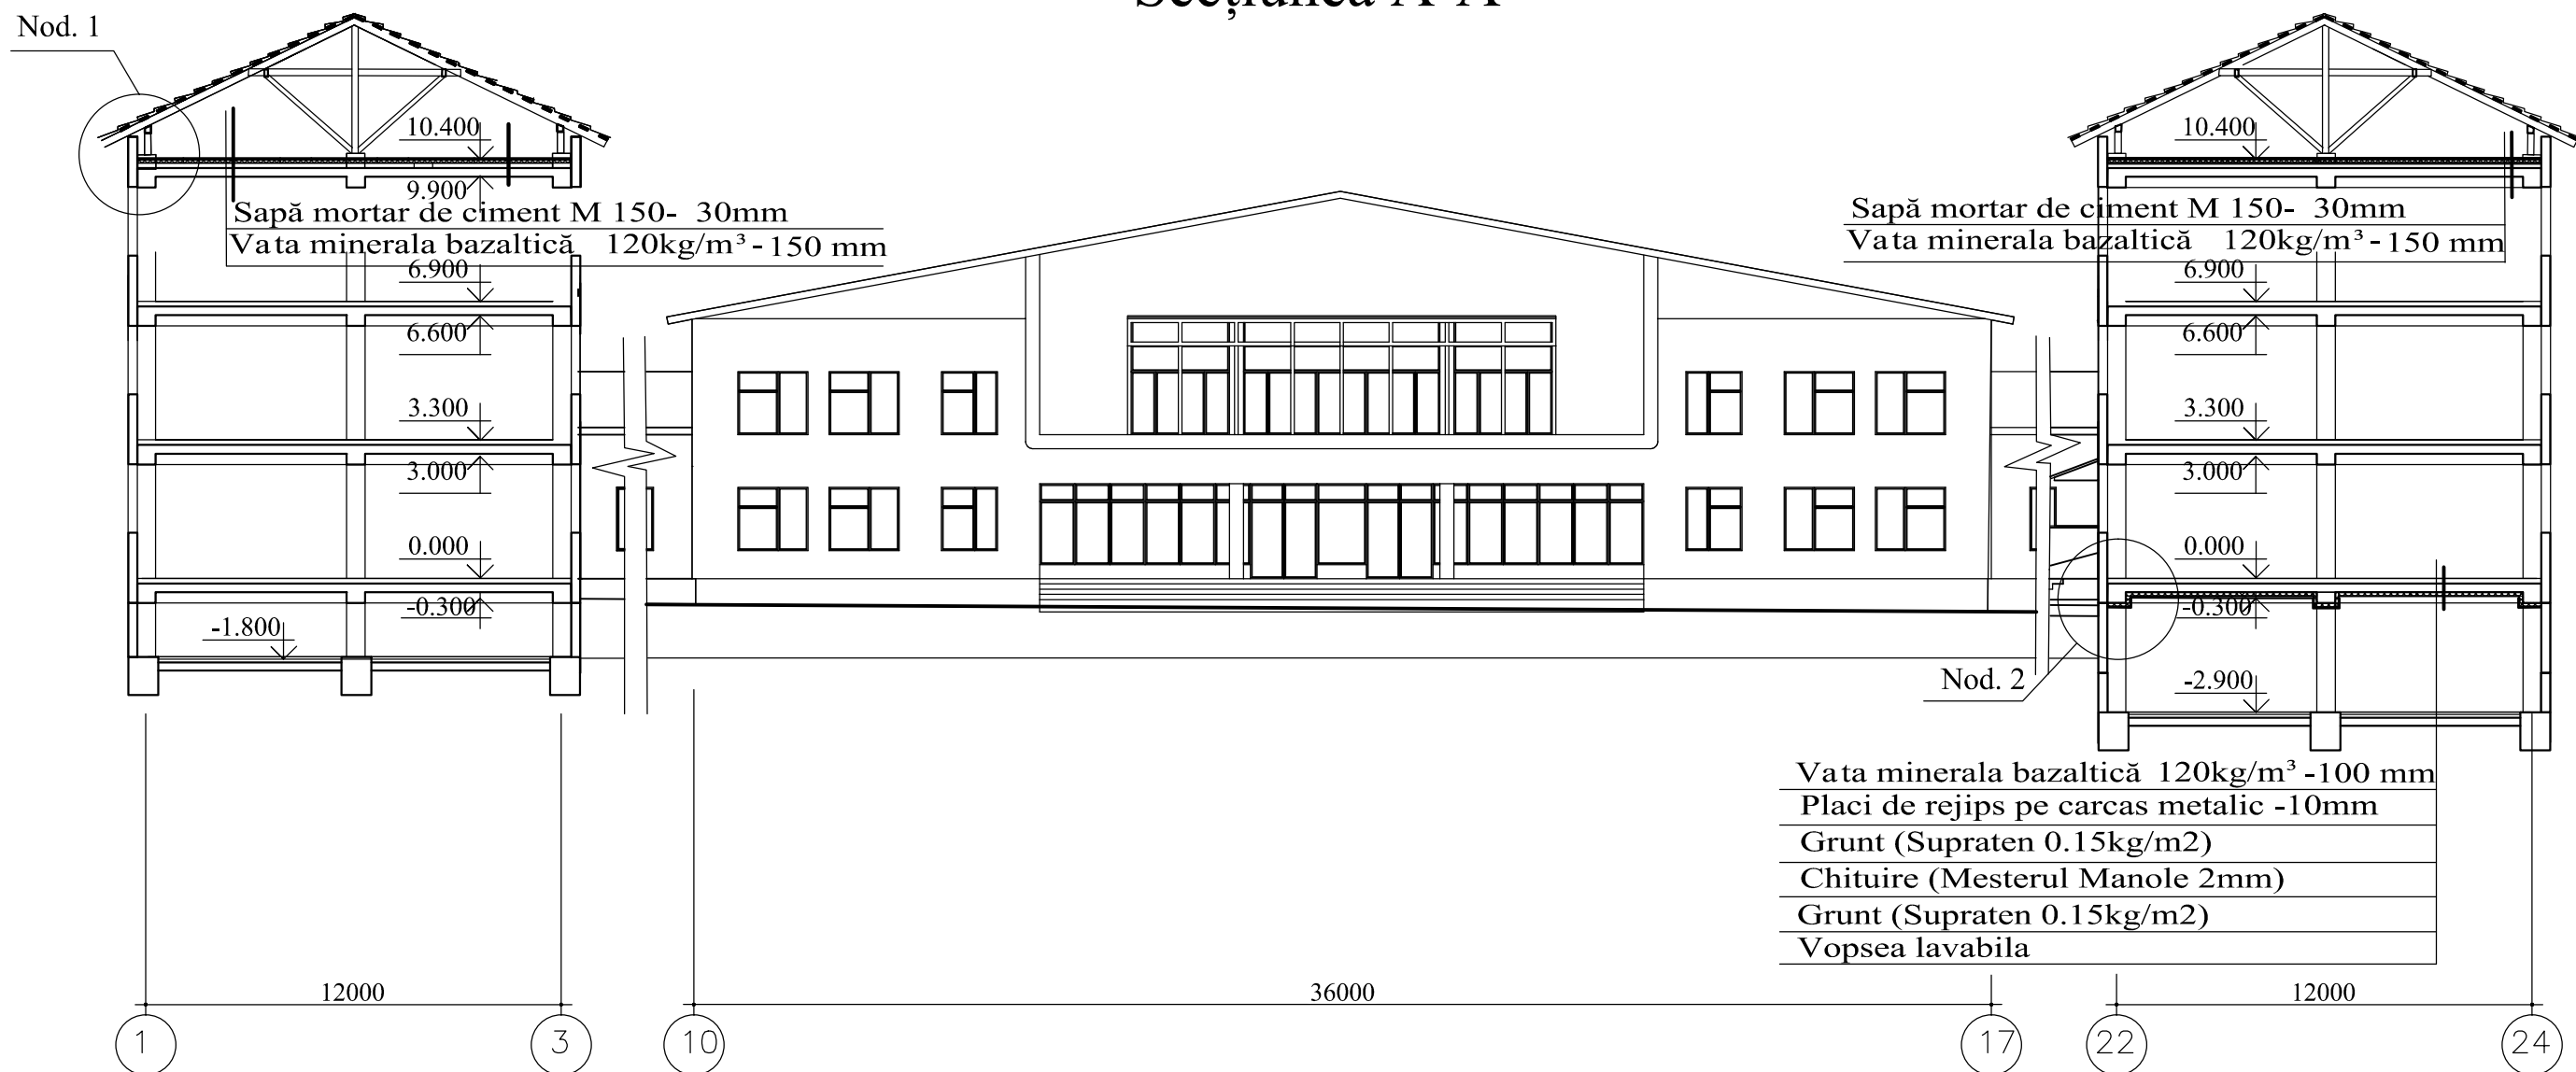 Nod. 1
10.400
9.900
Sapă mortar de ciment M 150- 30mm
Vata minerala bazaltică 120kg/m³ - 150 mm
6.900
6.600
3.300
3.000
0.000
-0.300
-1.800
10.400
Sapă mortar de ciment M 150- 30mm
Vata minerala bazaltică 120kg/m³ - 150 mm
6.900
6.600
3.300
3.000
0.000
-0.300
Nod. 2
-2.900
Vata minerala bazaltică 120kg/m³ -100 mm
Placi de rejips pe carcas metalic -10mm
Grunt (Supraten 0.15kg/m2)
Chituire (Mesterul Manole 2mm)
Grunt (Supraten 0.15kg/m2)
Vopsea lavabila
12000 36000 12000
1 3 10 17 22 24